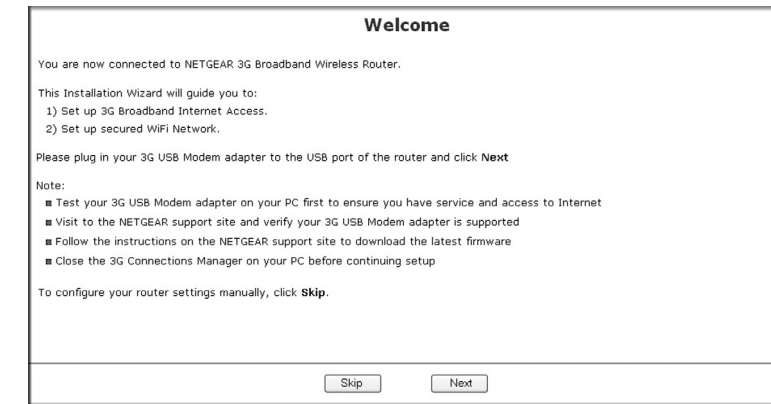 Welcome
You are now connected to NETGEAR 3G Broadband Wireless Router.
This Installation Wizard will guide you to:
1) Set up 3G Broadband Internet Access.
2) Set up secured WiFi Network.
Please plug in your 3G USB Modem adapter to the USB port of the router and click Next
Note:
Test your 3G USB Modem adapter on your PC first to ensure you have service and access to Internet
Visit to the NETGEAR support site and verify your 3G USB Modem adapter is supported
Follow the instructions on the NETGEAR support site to download the latest firmware
Close the 3G Connections Manager on your PC before continuing setup
To configure your router settings manually, click Skip.
Skip Next